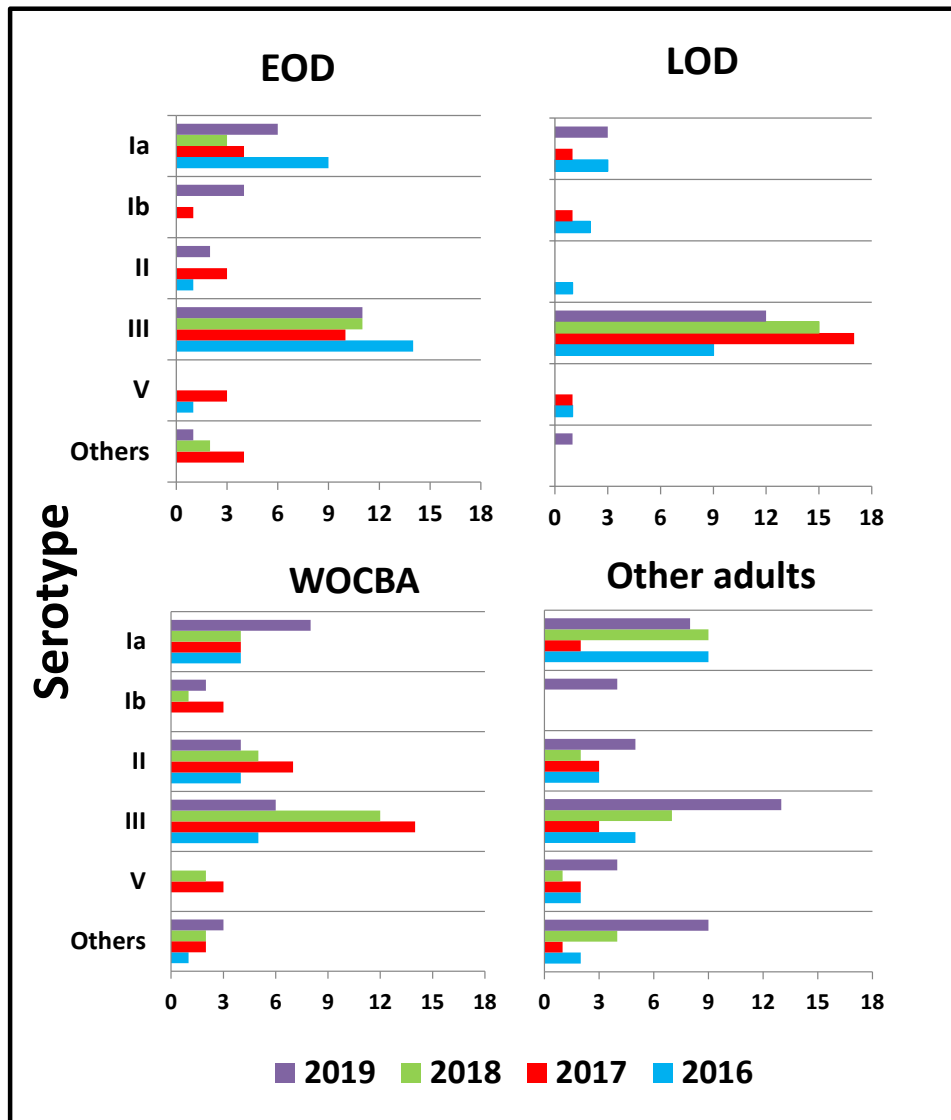 EOD
LOD
Ia
Ib
II
III
V
Others
0 3 6 9 12 15 18
0 3 6 9 12 15 18
Serotype
WOCBA
Other adults
Ia
Ib
II
III
V
Others
0 3 6 9 12 15 18
0 3 6 9 12 15 18
2019 2018 2017 2016